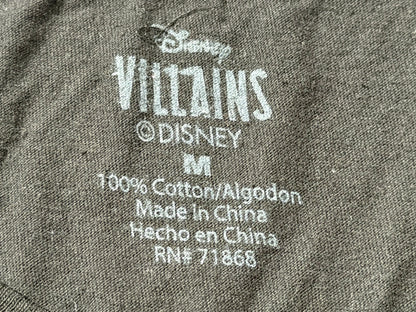 Disney
VILLAINS
©DISNEY
M
100% Cotton/Algodon
Made In China
Hecho en China
RN# 71868